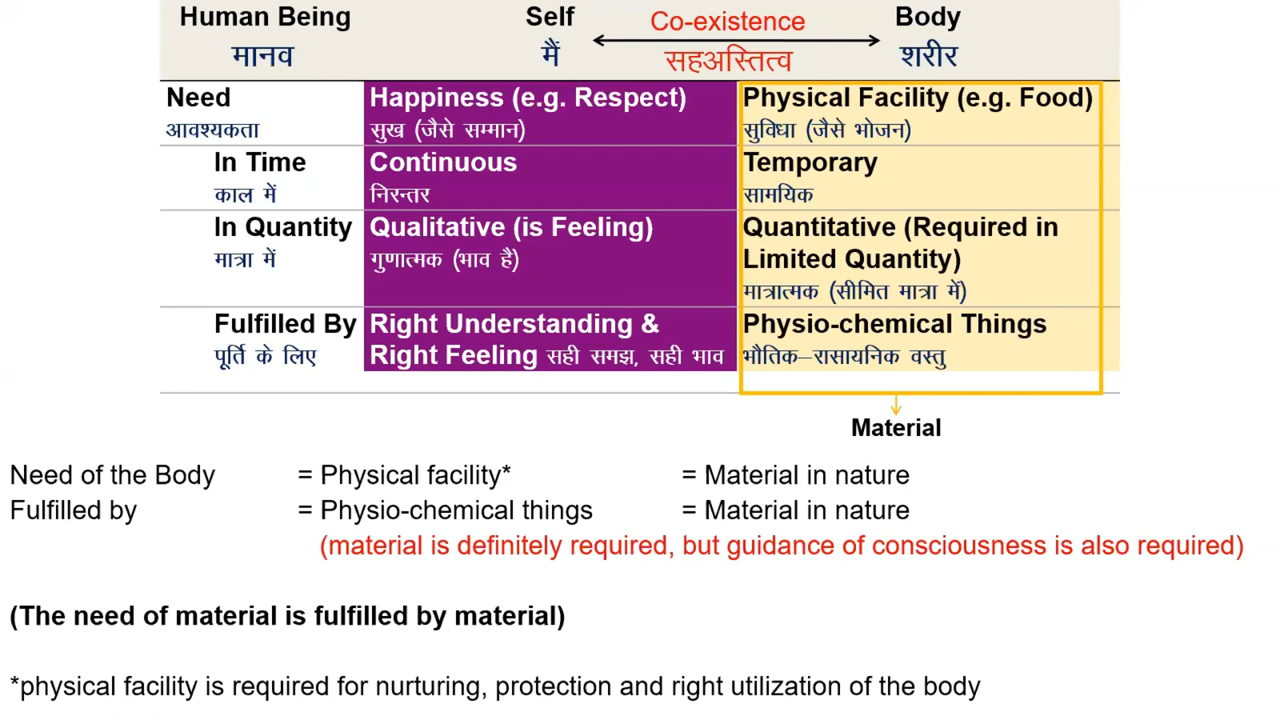 Human Being Self Co-existence Body
मानव मैं सहअस्तित्व शरीर
Need Happiness (e.g. Respect) Physical Facility (e.g. Food)
आवश्यकता सुख (जैसे सम्मान) सुविधा (जैसे भोजन)
In Time Continuous Temporary
काल में निरन्तर सामयिक
In Quantity Qualitative (is Feeling) Quantitative (Required in
मात्रा में गुणात्मक (भाव है) Limited Quantity)
मात्रात्मक (सीमित मात्रा में)
Fulfilled By Right Understanding & Physio-chemical Things
पूर्ति के लिए Right Feeling सही समझ, सही भाव भौतिक–रासायनिक वस्तु
Material
Need of the Body = Physical facility* = Material in nature
Fulfilled by = Physio-chemical things = Material in nature
(material is definitely required, but guidance of consciousness is also required)
(The need of material is fulfilled by material)
*physical facility is required for nurturing, protection and right utilization of the body